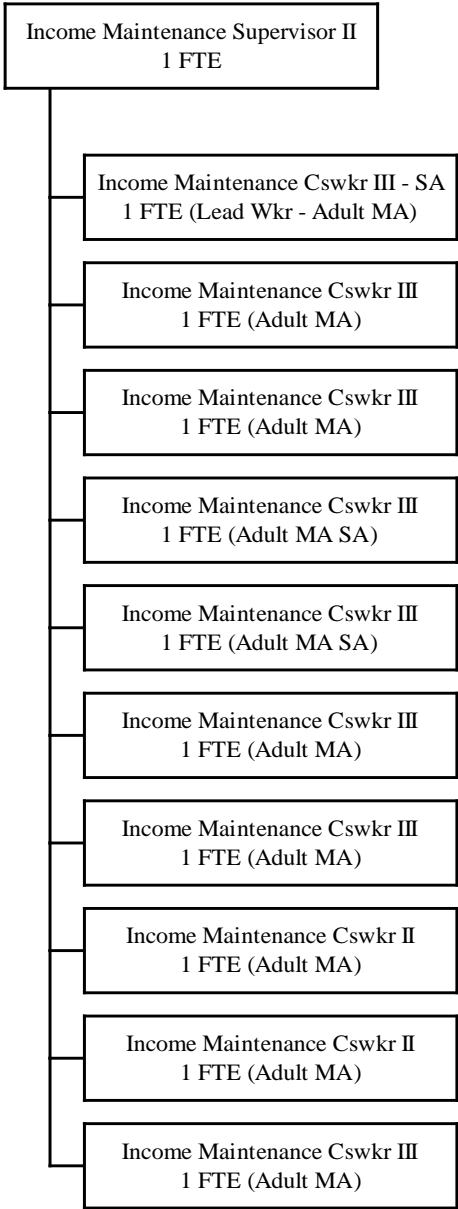 Income Maintenance Supervisor II
1 FTE
Income Maintenance Cswkr III - SA
1 FTE (Lead Wkr - Adult MA)
Income Maintenance Cswkr III
1 FTE (Adult MA)
Income Maintenance Cswkr III
1 FTE (Adult MA)
Income Maintenance Cswkr III
1 FTE (Adult MA SA)
Income Maintenance Cswkr III
1 FTE (Adult MA SA)
Income Maintenance Cswkr III
1 FTE (Adult MA)
Income Maintenance Cswkr III
1 FTE (Adult MA)
Income Maintenance Cswkr II
1 FTE (Adult MA)
Income Maintenance Cswkr II
1 FTE (Adult MA)
Income Maintenance Cswkr III
1 FTE (Adult MA)